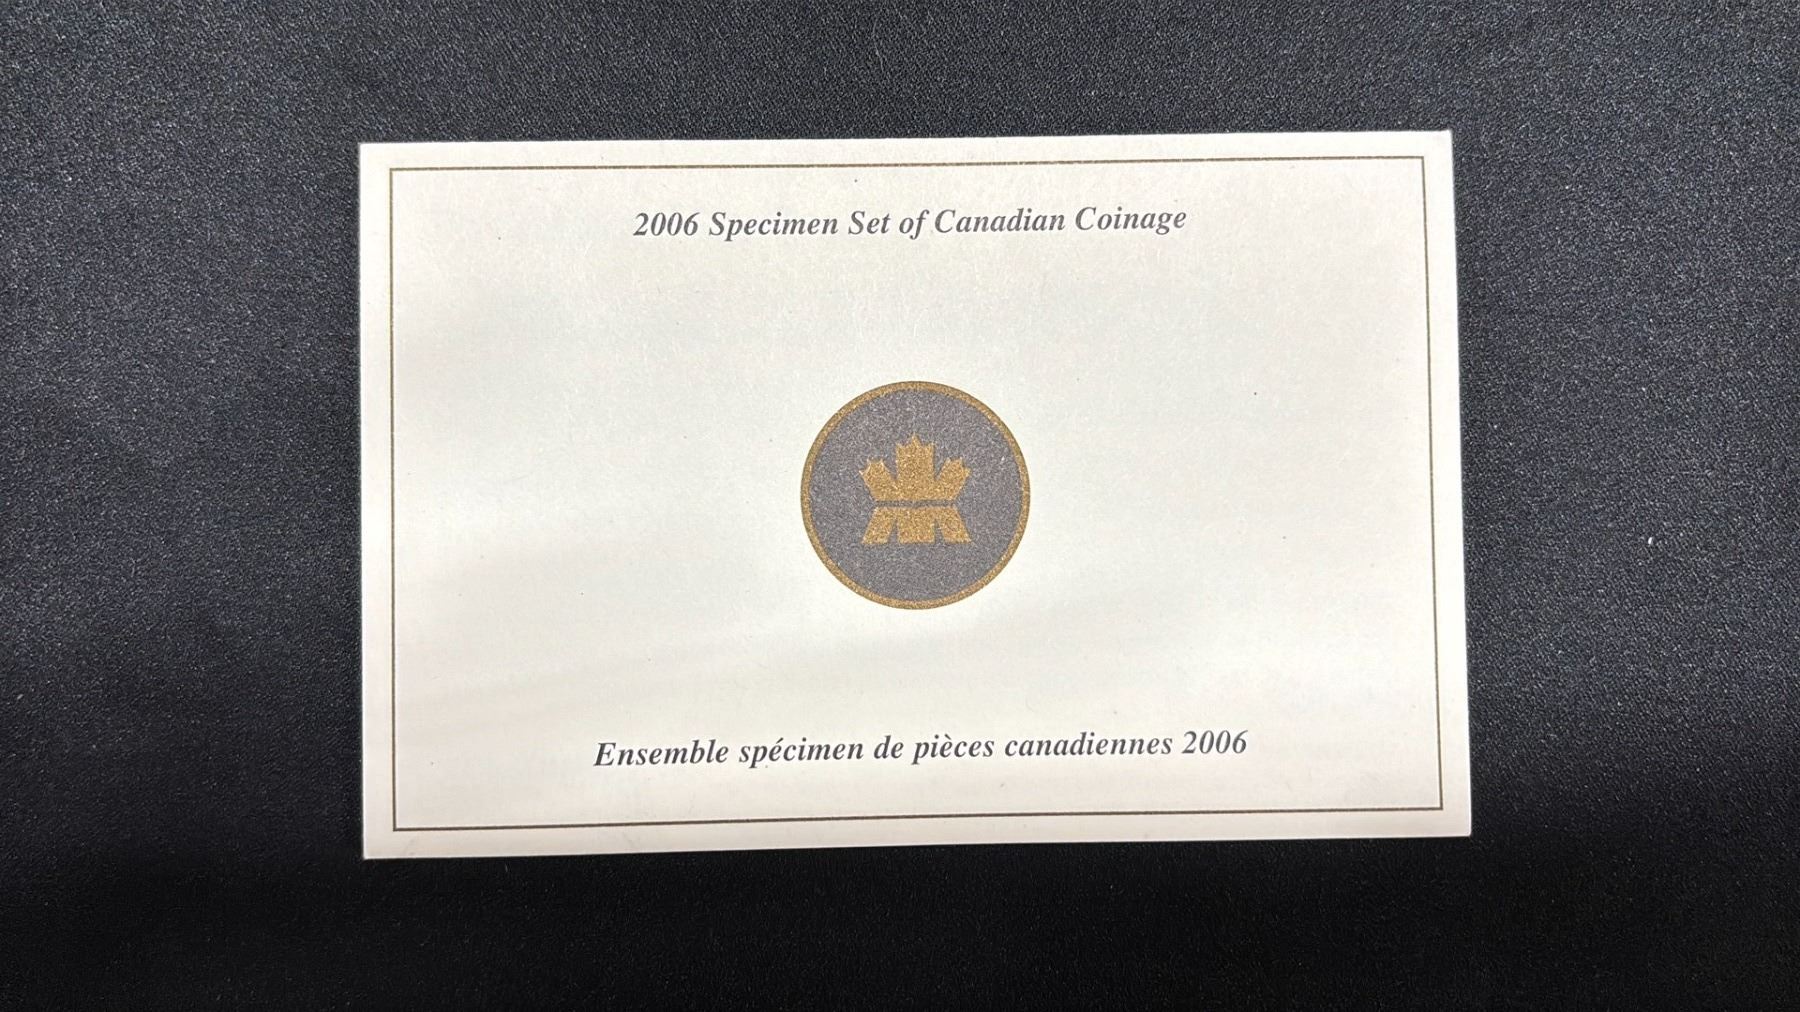 2006 Specimen Set of Canadian Coinage
Ensemble spécimen de pièces canadiennes 2006